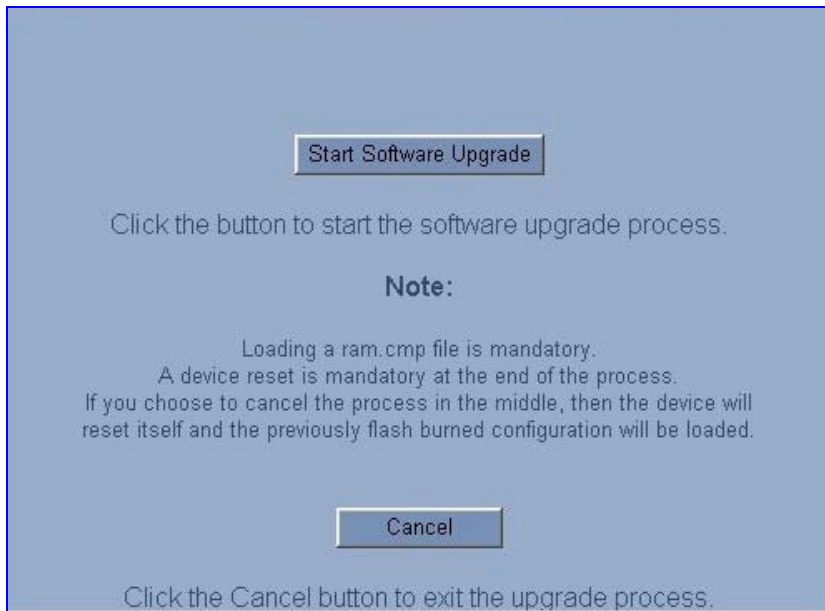 Start Software Upgrade
Click the button to start the software upgrade process.
Note:
Loading a ram.cmp file is mandatory.
A device reset is mandatory at the end of the process.
If you choose to cancel the process in the middle, then the device will
reset itself and the previously flash burned configuration will be loaded.
Cancel
Click the Cancel button to exit the upgrade process.